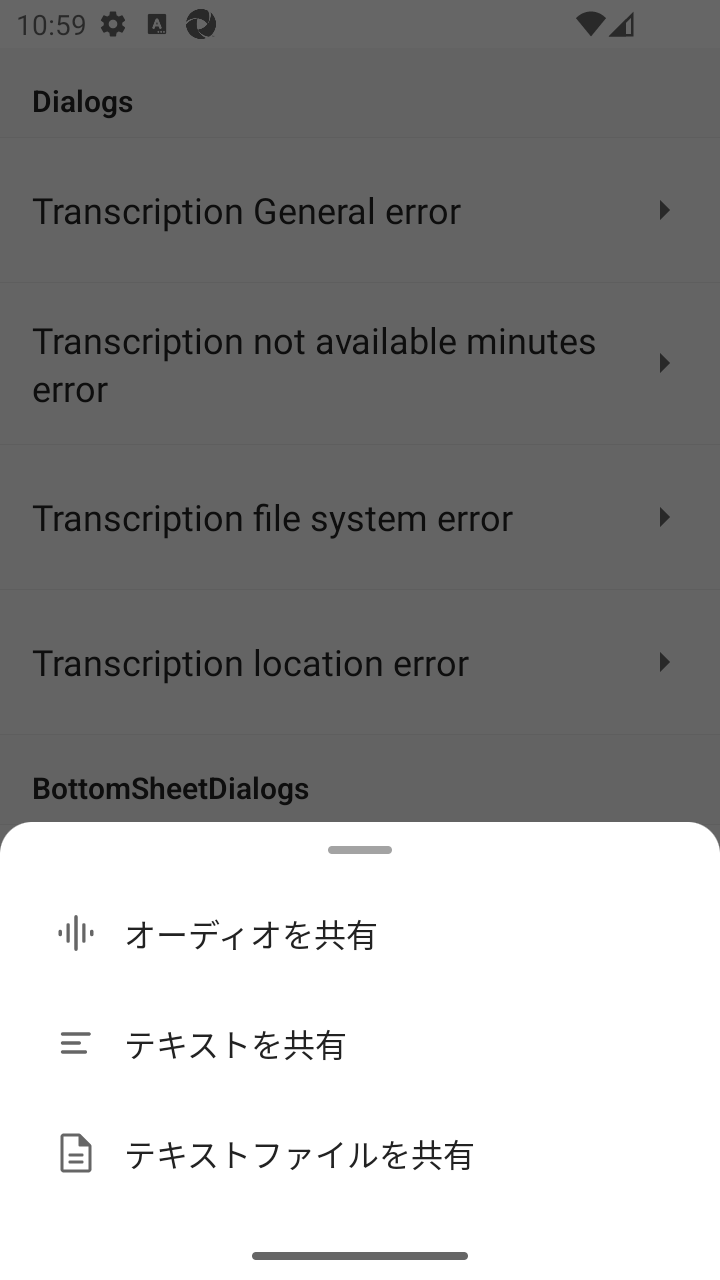 10:59
Dialogs
Transcription General error
Transcription not available minutes
error
Transcription file system error
Transcription location error
BottomSheetDialogs
オーディオを共有
テキストを共有
テキストファイルを共有